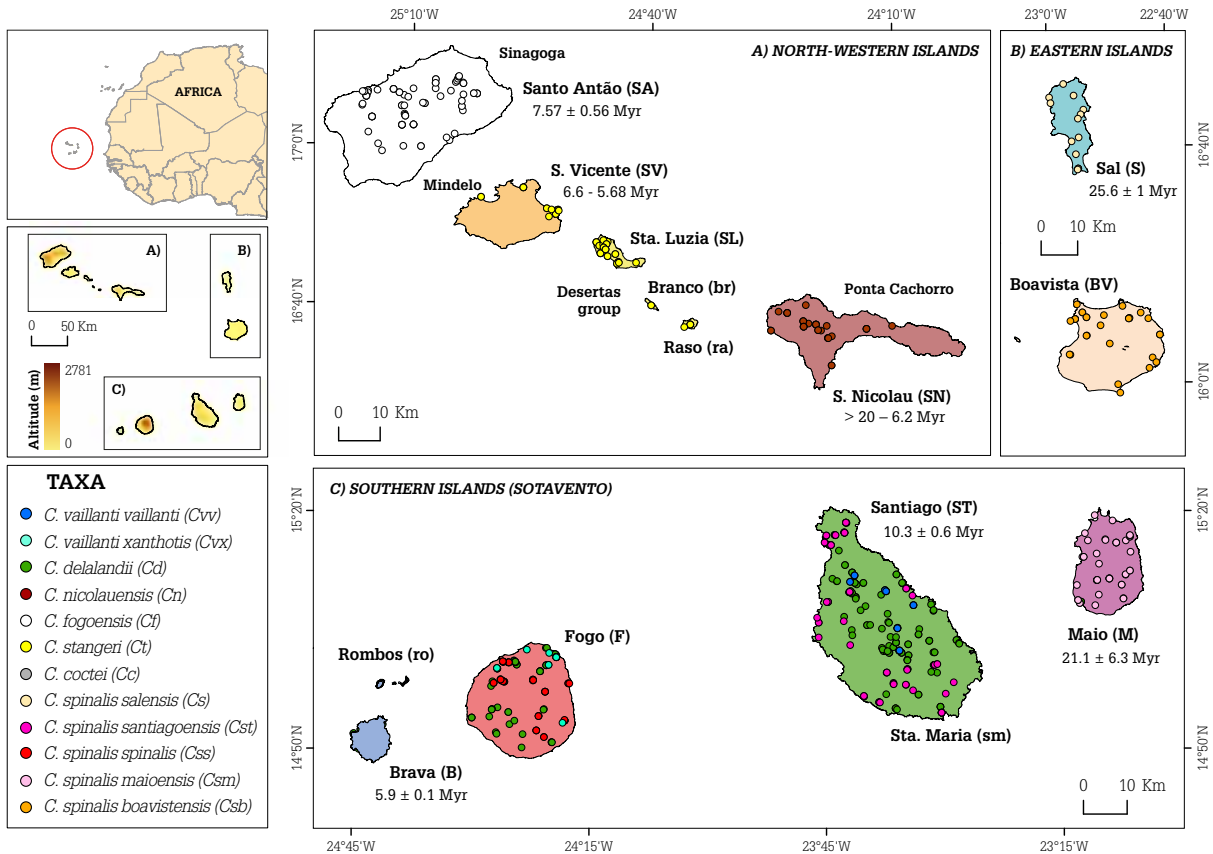 25°10'W
24°40'W
24°10'W
23°0'W
22°40'W
AFRICA
A) NORTH-WESTERN ISLANDS
Sinagoga
Santo Antão (SA)
7.57 ± 0.56 Myr
17°0'N
S. Vicente (SV)
6.6 - 5.68 Myr
Mindelo
Sta. Luzia (SL)
Desertas
group
Branco (br)
Raso (ra)
16°40'N
Ponta Cachorro
S. Nicolau (SN)
> 20 – 6.2 Myr
0 10 Km
B) EASTERN ISLANDS
16°40'N
Sal (S)
25.6 ± 1 Myr
0 10 Km
Boavista (BV)
16°0'N
A)
B)
0 50 Km
Altitude (m)
2781
0
C)
TAXA
C. vaillanti vaillanti (Cvv)
C. vaillanti xanthotis (Cvx)
C. delalandii (Cd)
C. nicolauensis (Cn)
C. fogoensis (Cf)
C. stangeri (Ct)
C. coctei (Cc)
C. spinalis salensis (Cs)
C. spinalis santiagoensis (Cst)
C. spinalis spinalis (Css)
C. spinalis maioensis (Csm)
C. spinalis boavistensis (Csb)
C) SOUTHERN ISLANDS (SOTAVENTO)
15°20'N
15°20'N
Santiago (ST)
10.3 ± 0.6 Myr
Maio (M)
21.1 ± 6.3 Myr
Fogo (F)
Rombos (ro)
Brava (B)
5.9 ± 0.1 Myr
Sta. Maria (sm)
14°50'N
14°50'N
0 10 Km
24°45'W
24°15'W
23°45'W
23°15'W